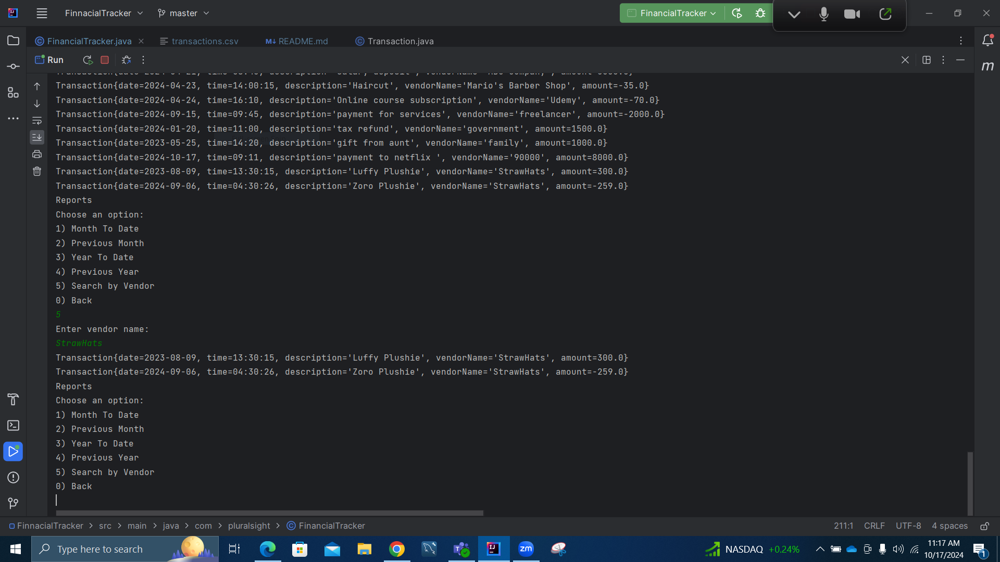 FinnacialTracker
master
FinancialTracker
FinancialTracker.java
transactions.csv
M↓ README.md
Transaction.java
Run
Transaction{date=2024-04-23, time=14:00:15, description='Haircut', vendorName='Mario's Barber Shop', amount=-35.0}
Transaction{date=2024-04-24, time=16:10, description='Online course subscription', vendorName='Udemy', amount=-70.0}
Transaction{date=2024-09-15, time=09:45, description='payment for services', vendorName='freelancer', amount=-2000.0}
Transaction{date=2024-01-20, time=11:00, description='tax refund', vendorName='government', amount=1500.0}
Transaction{date=2023-05-25, time=14:20, description='gift from aunt', vendorName='family', amount=1000.0}
Transaction{date=2024-10-17, time=09:11, description='payment to netflix ', vendorName='90000', amount=8000.0}
Transaction{date=2023-08-09, time=13:30:15, description='Luffy Plushie', vendorName='StrawHats', amount=300.0}
Transaction{date=2024-09-06, time=04:30:26, description='Zoro Plushie', vendorName='StrawHats', amount=-259.0}
Reports
Choose an option:
1) Month To Date
2) Previous Month
3) Year To Date
4) Previous Year
5) Search by Vendor
0) Back
5
Enter vendor name:
StrawHats
Transaction{date=2023-08-09, time=13:30:15, description='Luffy Plushie', vendorName='StrawHats', amount=300.0}
Transaction{date=2024-09-06, time=04:30:26, description='Zoro Plushie', vendorName='StrawHats', amount=-259.0}
Reports
Choose an option:
1) Month To Date
2) Previous Month
3) Year To Date
4) Previous Year
5) Search by Vendor
0) Back
FinnacialTracker > src > main > java > com > pluralsight > FinancialTracker
211:1 CRLF UTF-8 4 spaces
Type here to search
NASDAQ +0.24%
11:17 AM
10/17/2024
1